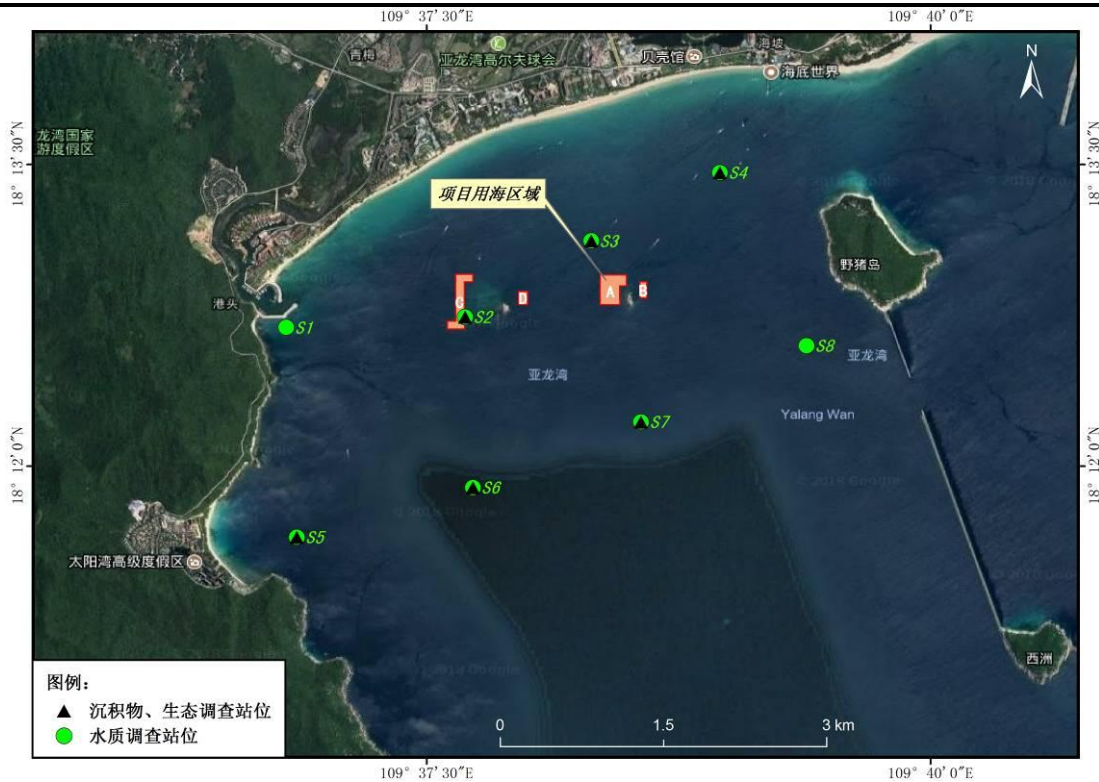 109° 37′30″E
109° 40′0″E
青梅
亚龙湾高尔夫球会
贝壳馆
海坡
海底世界
N
龙湾国家
游度假区
18° 13′30″N
18° 13′30″N
S4
项目用海区域
S3
野猪岛
港头
C
D
A
B
S2
S1
S8
亚龙湾
亚龙湾
Yalang Wan
S7
18° 12′0″N
18° 12′0″N
S6
S5
太阳湾高级度假区
西洲
图例：
沉积物、生态调查站位
水质调查站位
0
1.5
3 km
109° 37′30″E
109° 40′0″E